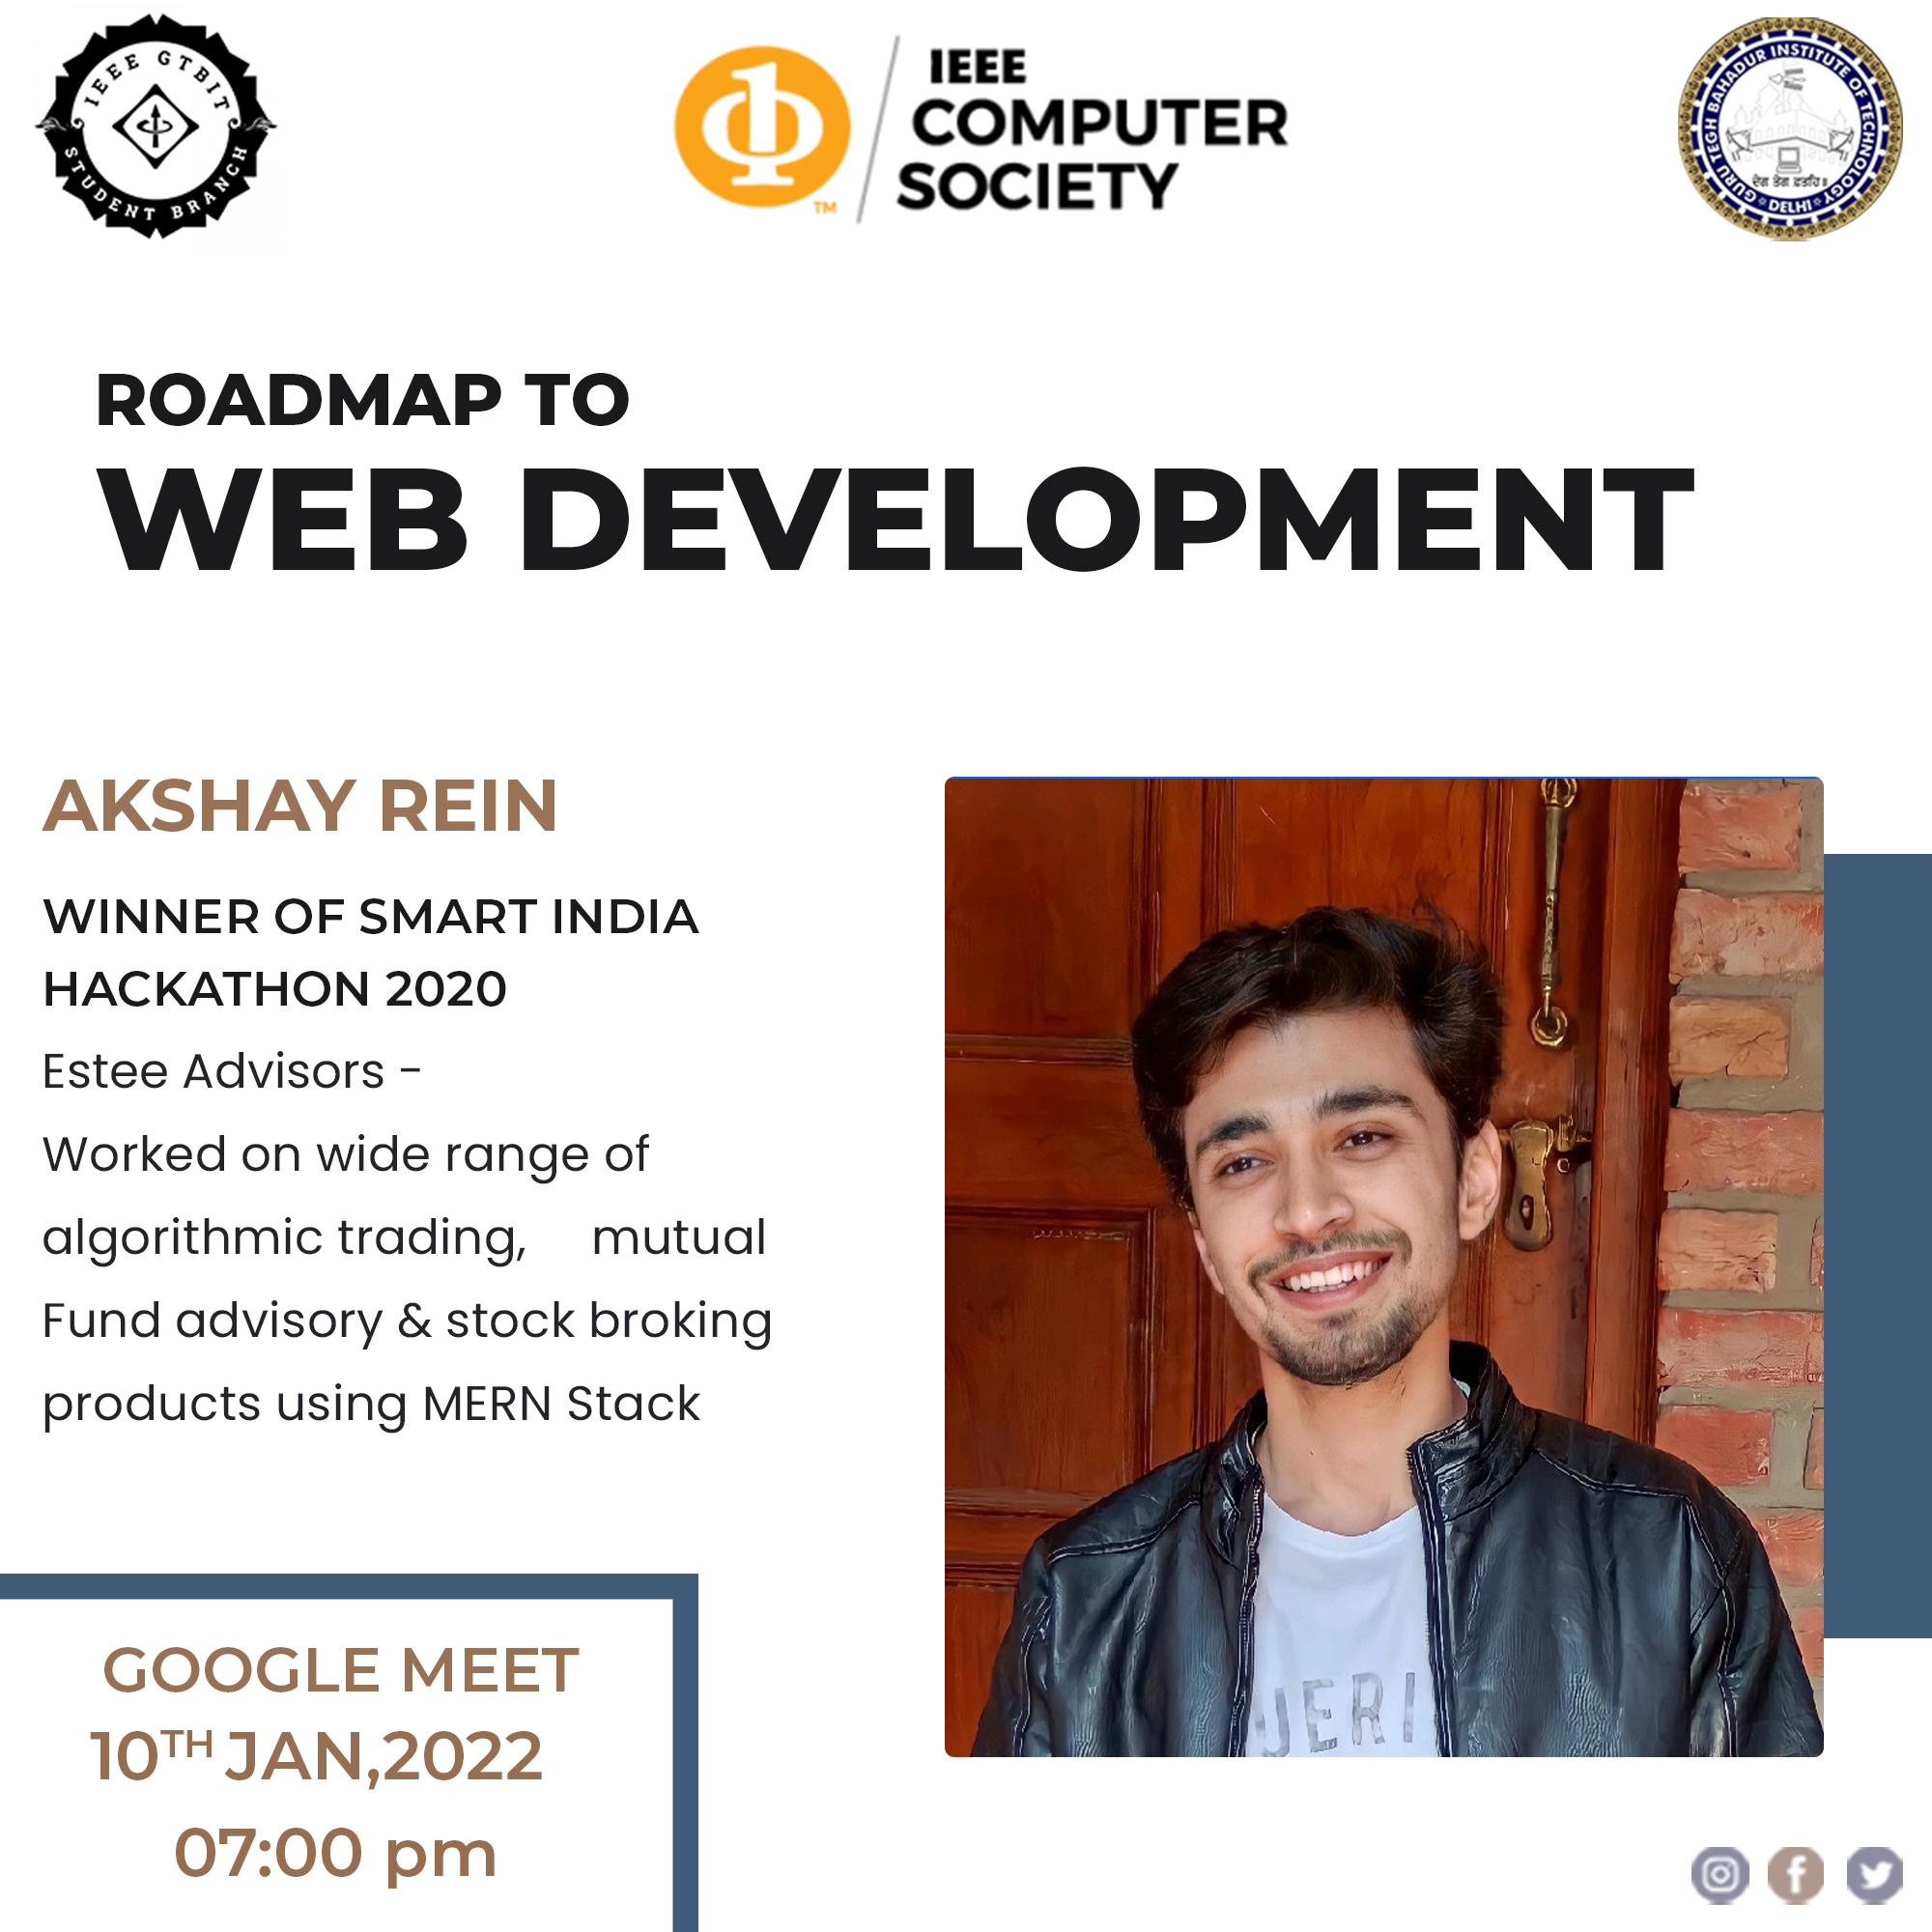 IEEE GTBIT
STUDENT BRANCH
IEEE
COMPUTER
SOCIETY
TM
GURU TEGH BAHADUR INSTITUTE OF TECHNOLOGY
DELHI
ਦੇਗ ਤੇਗ ਫ਼ਤਹਿ॥
ROADMAP TO
WEB DEVELOPMENT
AKSHAY REIN
WINNER OF SMART INDIA
HACKATHON 2020
Estee Advisors -
Worked on wide range of
algorithmic trading, mutual
Fund advisory & stock broking
products using MERN Stack
UERI
GOOGLE MEET
10TH JAN,2022
07:00 pm